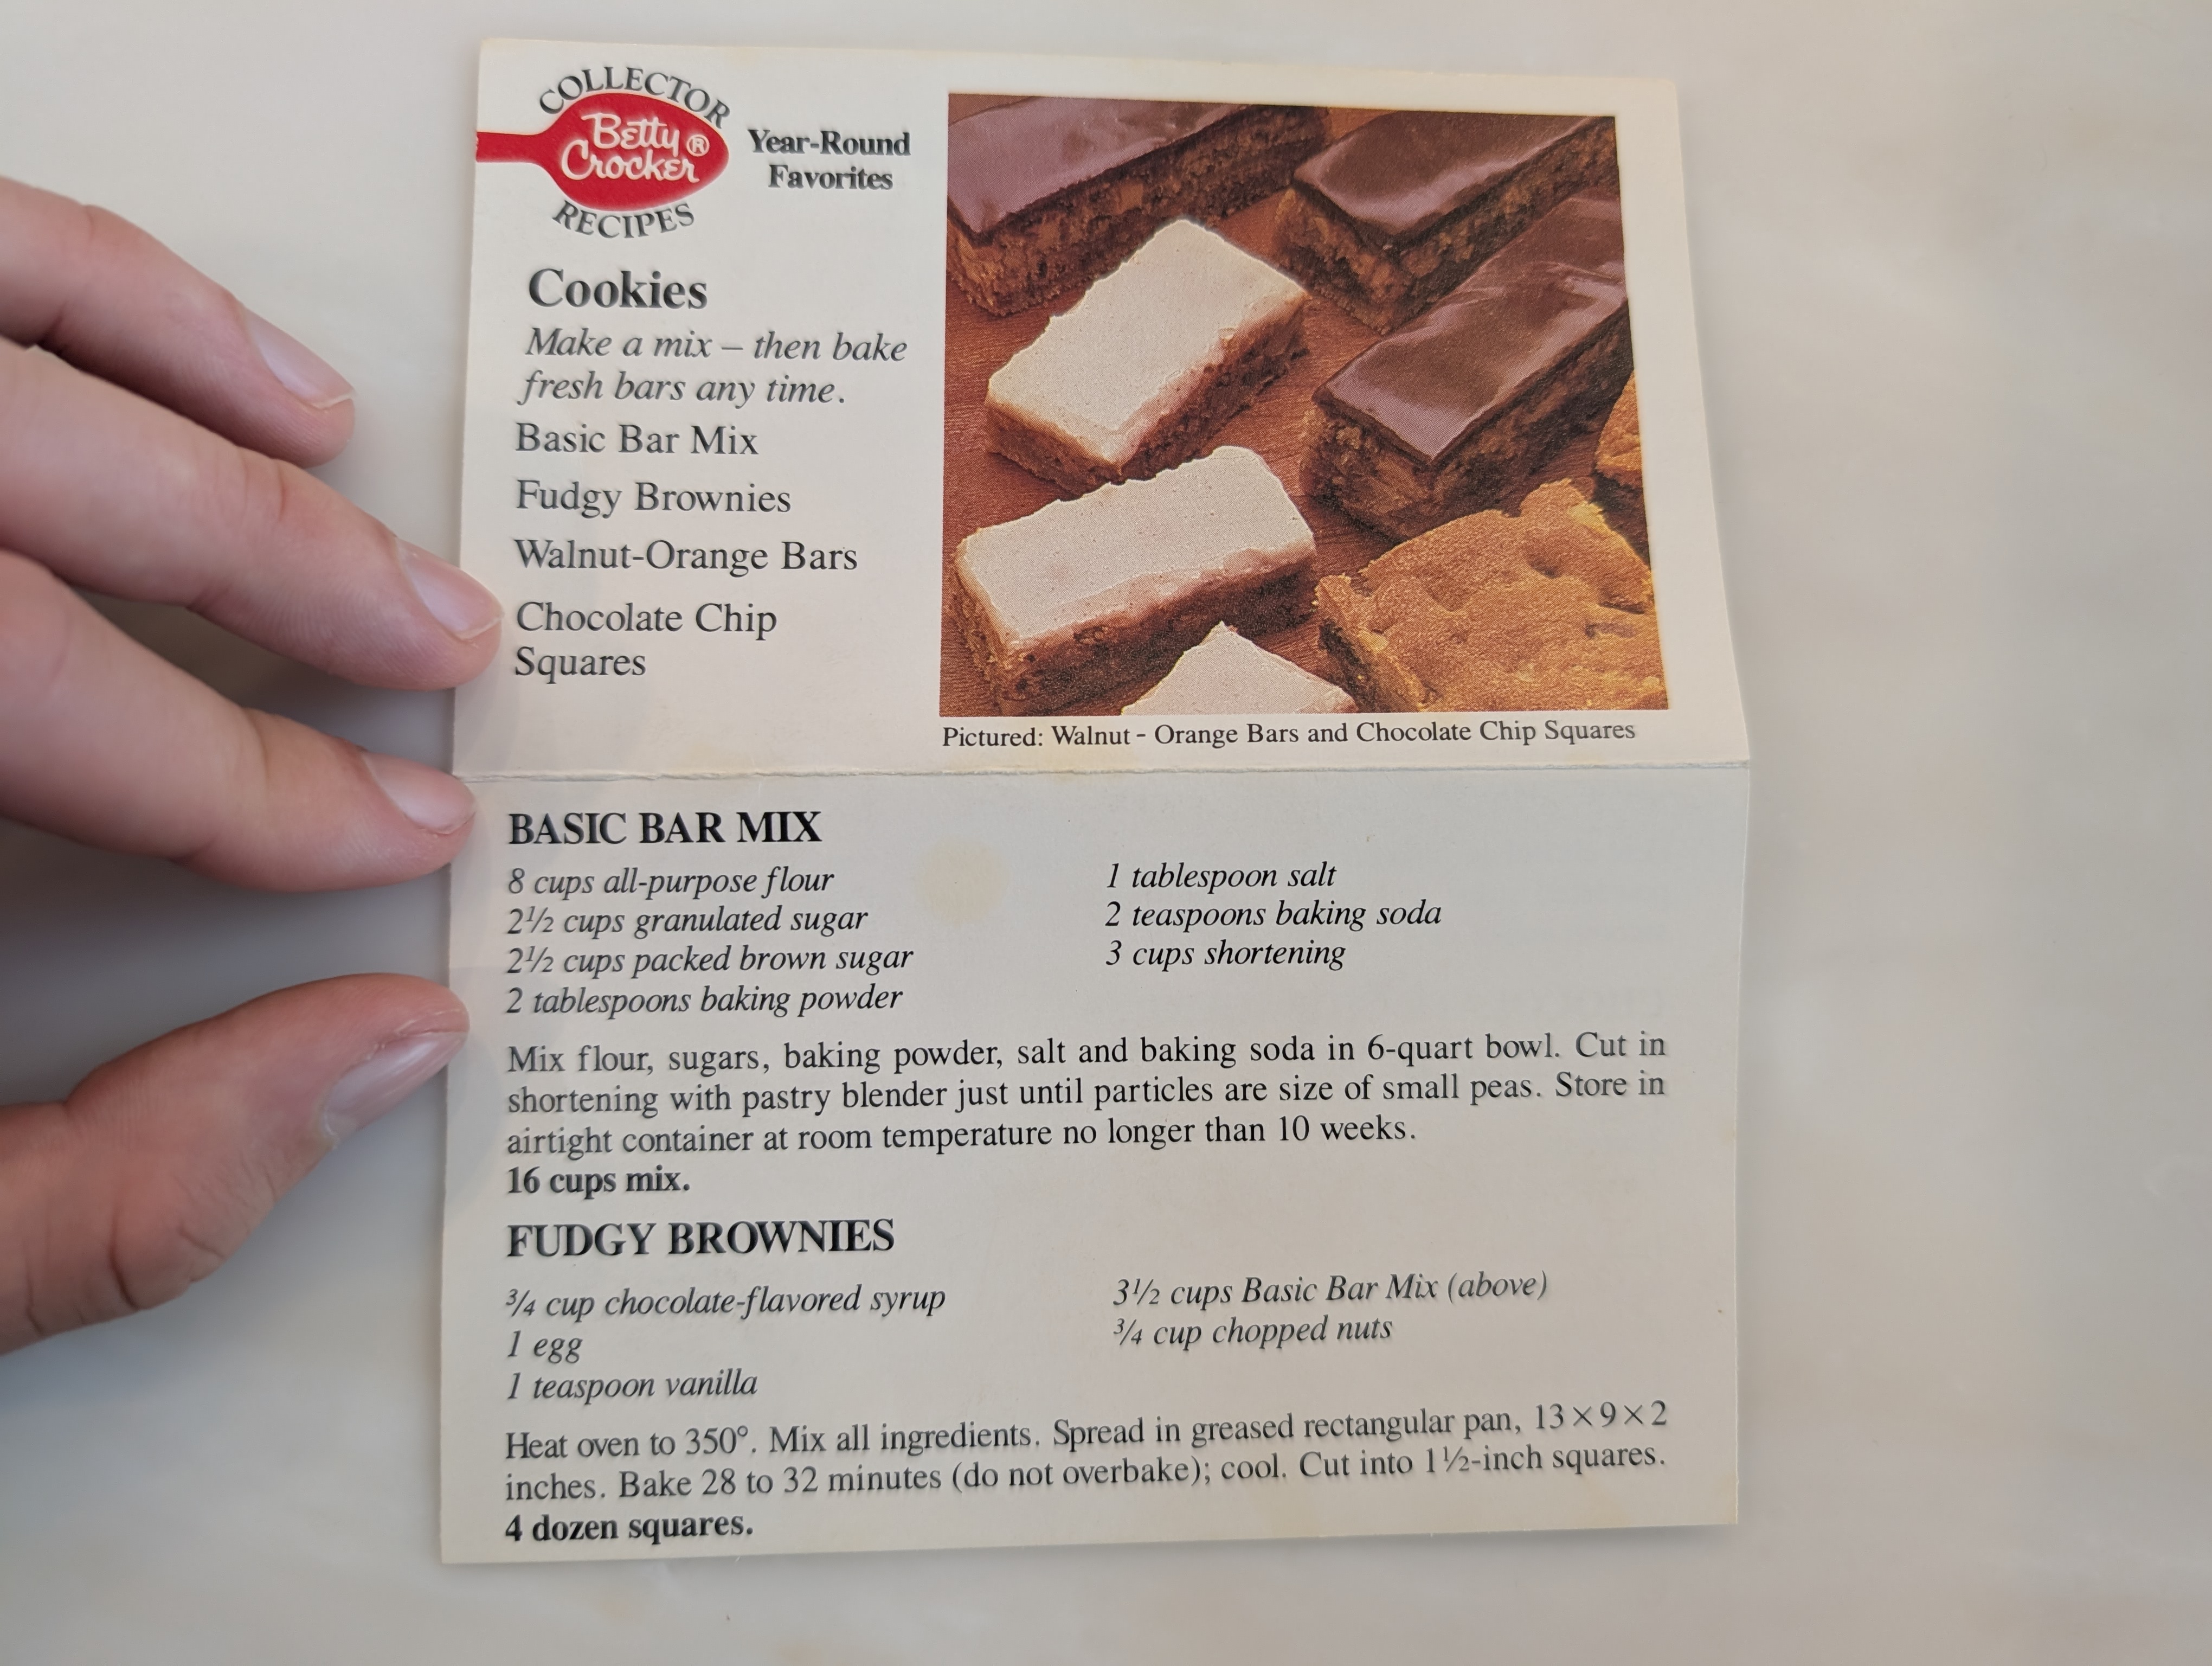 COLLECTOR
Betty ®
Crocker
RECIPES
Year-Round
Favorites
Cookies
Make a mix – then bake
fresh bars any time.
Basic Bar Mix
Fudgy Brownies
Walnut-Orange Bars
Chocolate Chip
Squares
Pictured: Walnut - Orange Bars and Chocolate Chip Squares
BASIC BAR MIX
8 cups all-purpose flour
2½ cups granulated sugar
2½ cups packed brown sugar
2 tablespoons baking powder
1 tablespoon salt
2 teaspoons baking soda
3 cups shortening
Mix flour, sugars, baking powder, salt and baking soda in 6-quart bowl. Cut in
shortening with pastry blender just until particles are size of small peas. Store in
airtight container at room temperature no longer than 10 weeks.
16 cups mix.
FUDGY BROWNIES
¾ cup chocolate-flavored syrup
1 egg
1 teaspoon vanilla
3½ cups Basic Bar Mix (above)
¾ cup chopped nuts
Heat oven to 350°. Mix all ingredients. Spread in greased rectangular pan, 13×9×2
inches. Bake 28 to 32 minutes (do not overbake); cool. Cut into 1½-inch squares.
4 dozen squares.